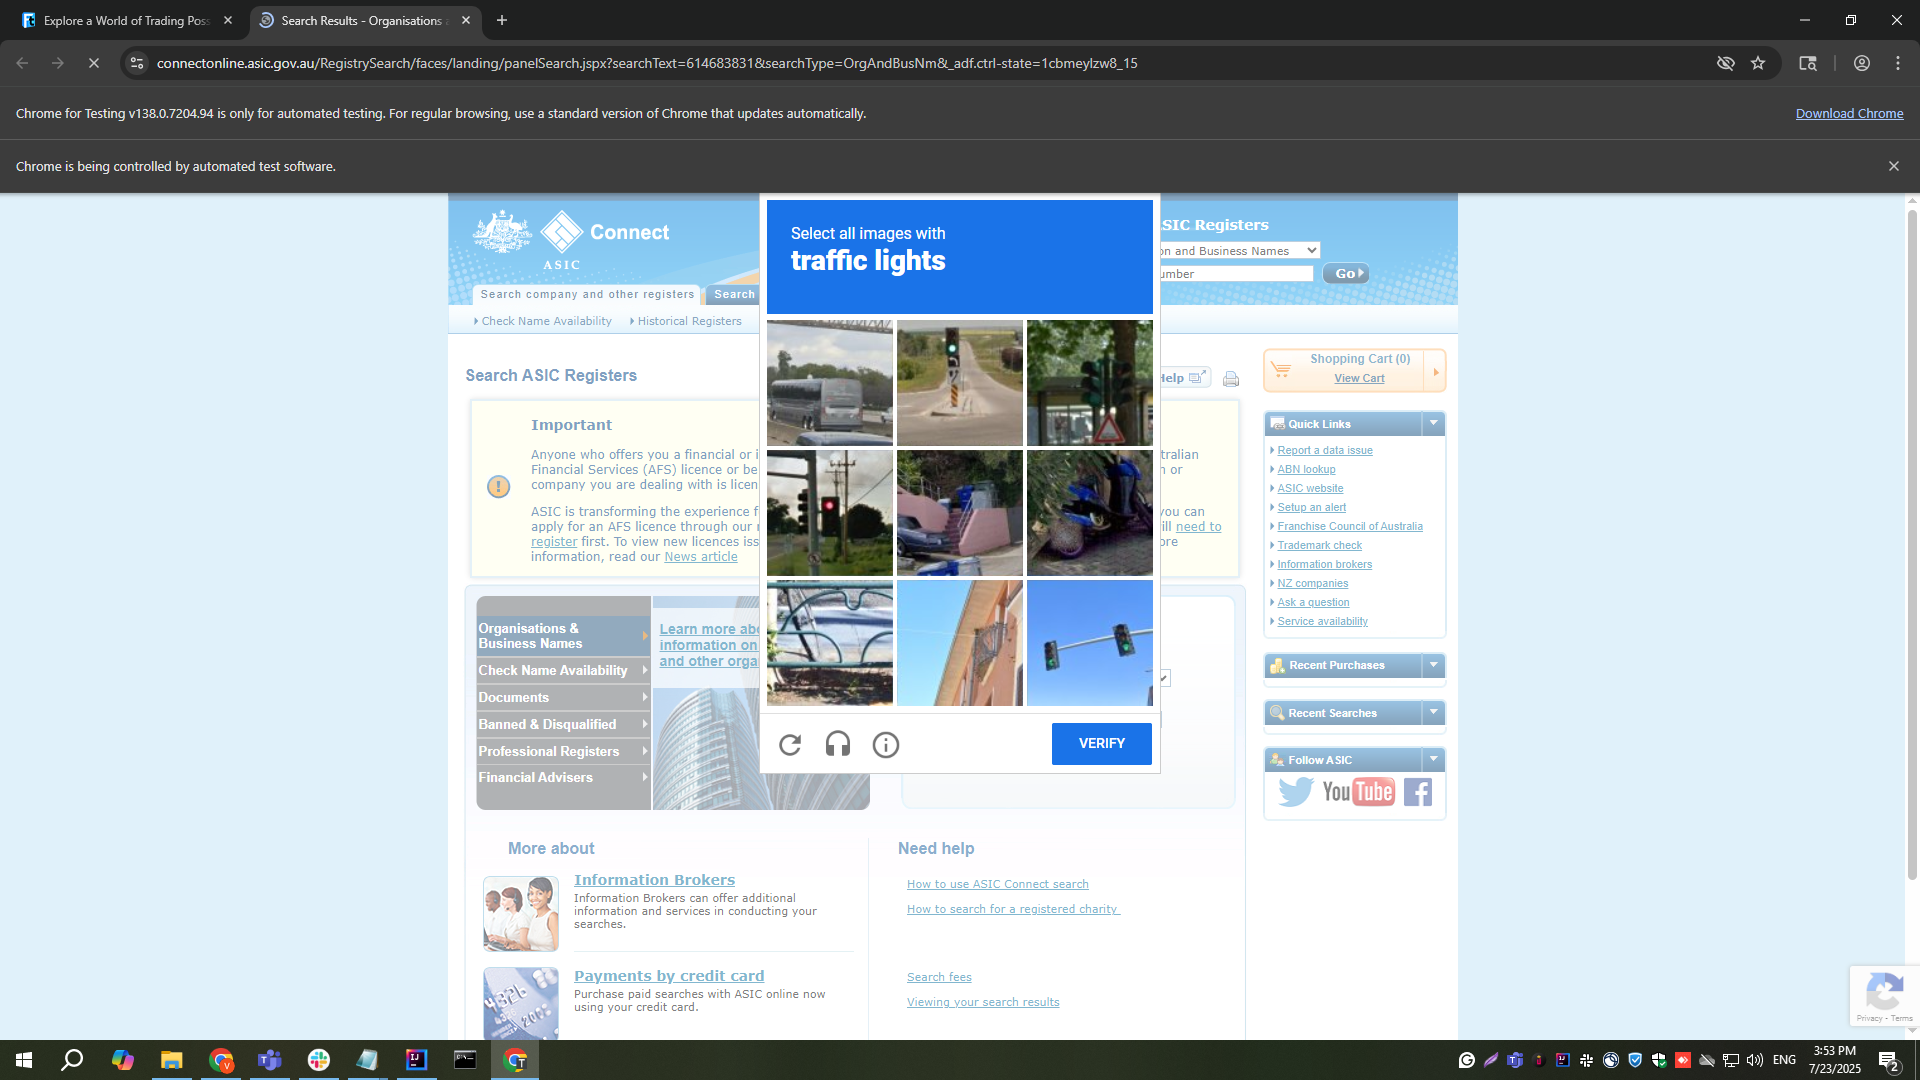 Explore a World of Trading Pos
Search Results - Organisations
connectonline.asic.gov.au/RegistrySearch/faces/landing/panelSearch.jspx?searchText=614683831&searchType=OrgAndBusNm&_adf.ctrl-state=1cbmeylzw8_15
Chrome for Testing v138.0.7204.94 is only for automated testing. For regular browsing, use a standard version of Chrome that updates automatically.
Download Chrome
Chrome is being controlled by automated test software.
ASIC
Connect
Search company and other registers
Search
Check Name Availability
Historical Registers
SIC Registers
on and Business Names
umber
Go
Select all images with
traffic lights
VERIFY
Search ASIC Registers
Help
Important
Anyone who offers you a financial or i
Financial Services (AFS) licence or be
company you are dealing with is licen
ASIC is transforming the experience f
apply for an AFS licence through our
register first. To view new licences iss
information, read our News article
tralian
or
you can
ill need to
ore
Shopping Cart (0)
View Cart
Quick Links
Report a data issue
ABN lookup
ASIC website
Setup an alert
Franchise Council of Australia
Trademark check
Information brokers
NZ companies
Ask a question
Service availability
Recent Purchases
Recent Searches
Follow ASIC
You Tube
Organisations &
Business Names
Check Name Availability
Documents
Banned & Disqualified
Professional Registers
Financial Advisers
Learn more abo
information on
and other orga
More about
Information Brokers
Information Brokers can offer additional
information and services in conducting your
searches.
Payments by credit card
Purchase paid searches with ASIC online now
using your credit card.
Need help
How to use ASIC Connect search
How to search for a registered charity
Search fees
Viewing your search results
Privacy - Terms
ENG
3:53 PM
7/23/2025
2